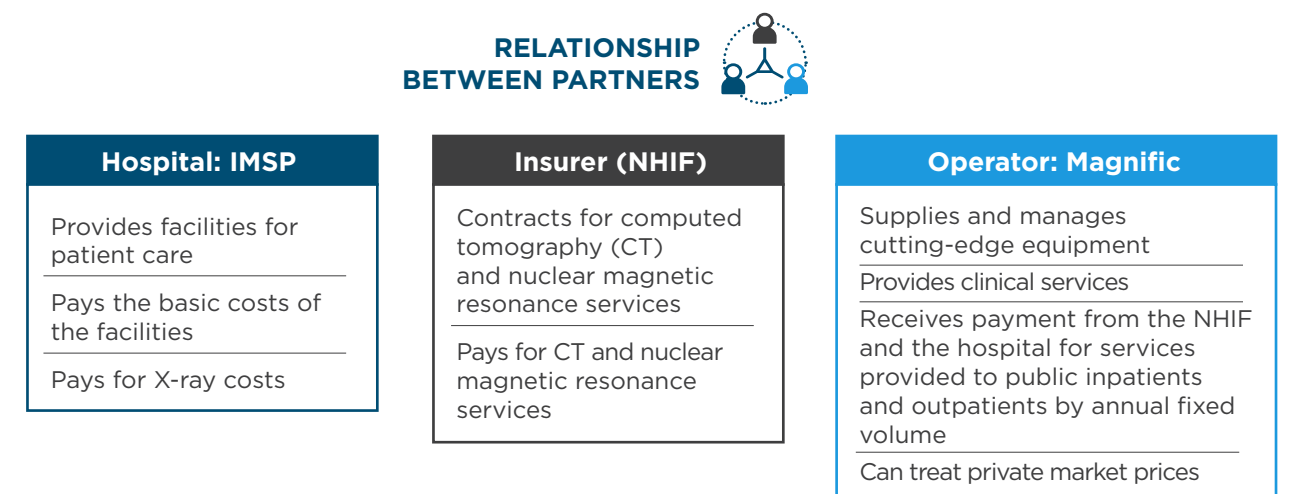 RELATIONSHIP
BETWEEN PARTNERS
Hospital: IMSP
Provides facilities for
patient care
Pays the basic costs of
the facilities
Pays for X-ray costs
Insurer (NHIF)
Contracts for computed
tomography (CT)
and nuclear magnetic
resonance services
Pays for CT and nuclear
magnetic resonance
services
Operator: Magnific
Supplies and manages
cutting-edge equipment
Provides clinical services
Receives payment from the NHIF
and the hospital for services
provided to public inpatients
and outpatients by annual fixed
volume
Can treat private market prices